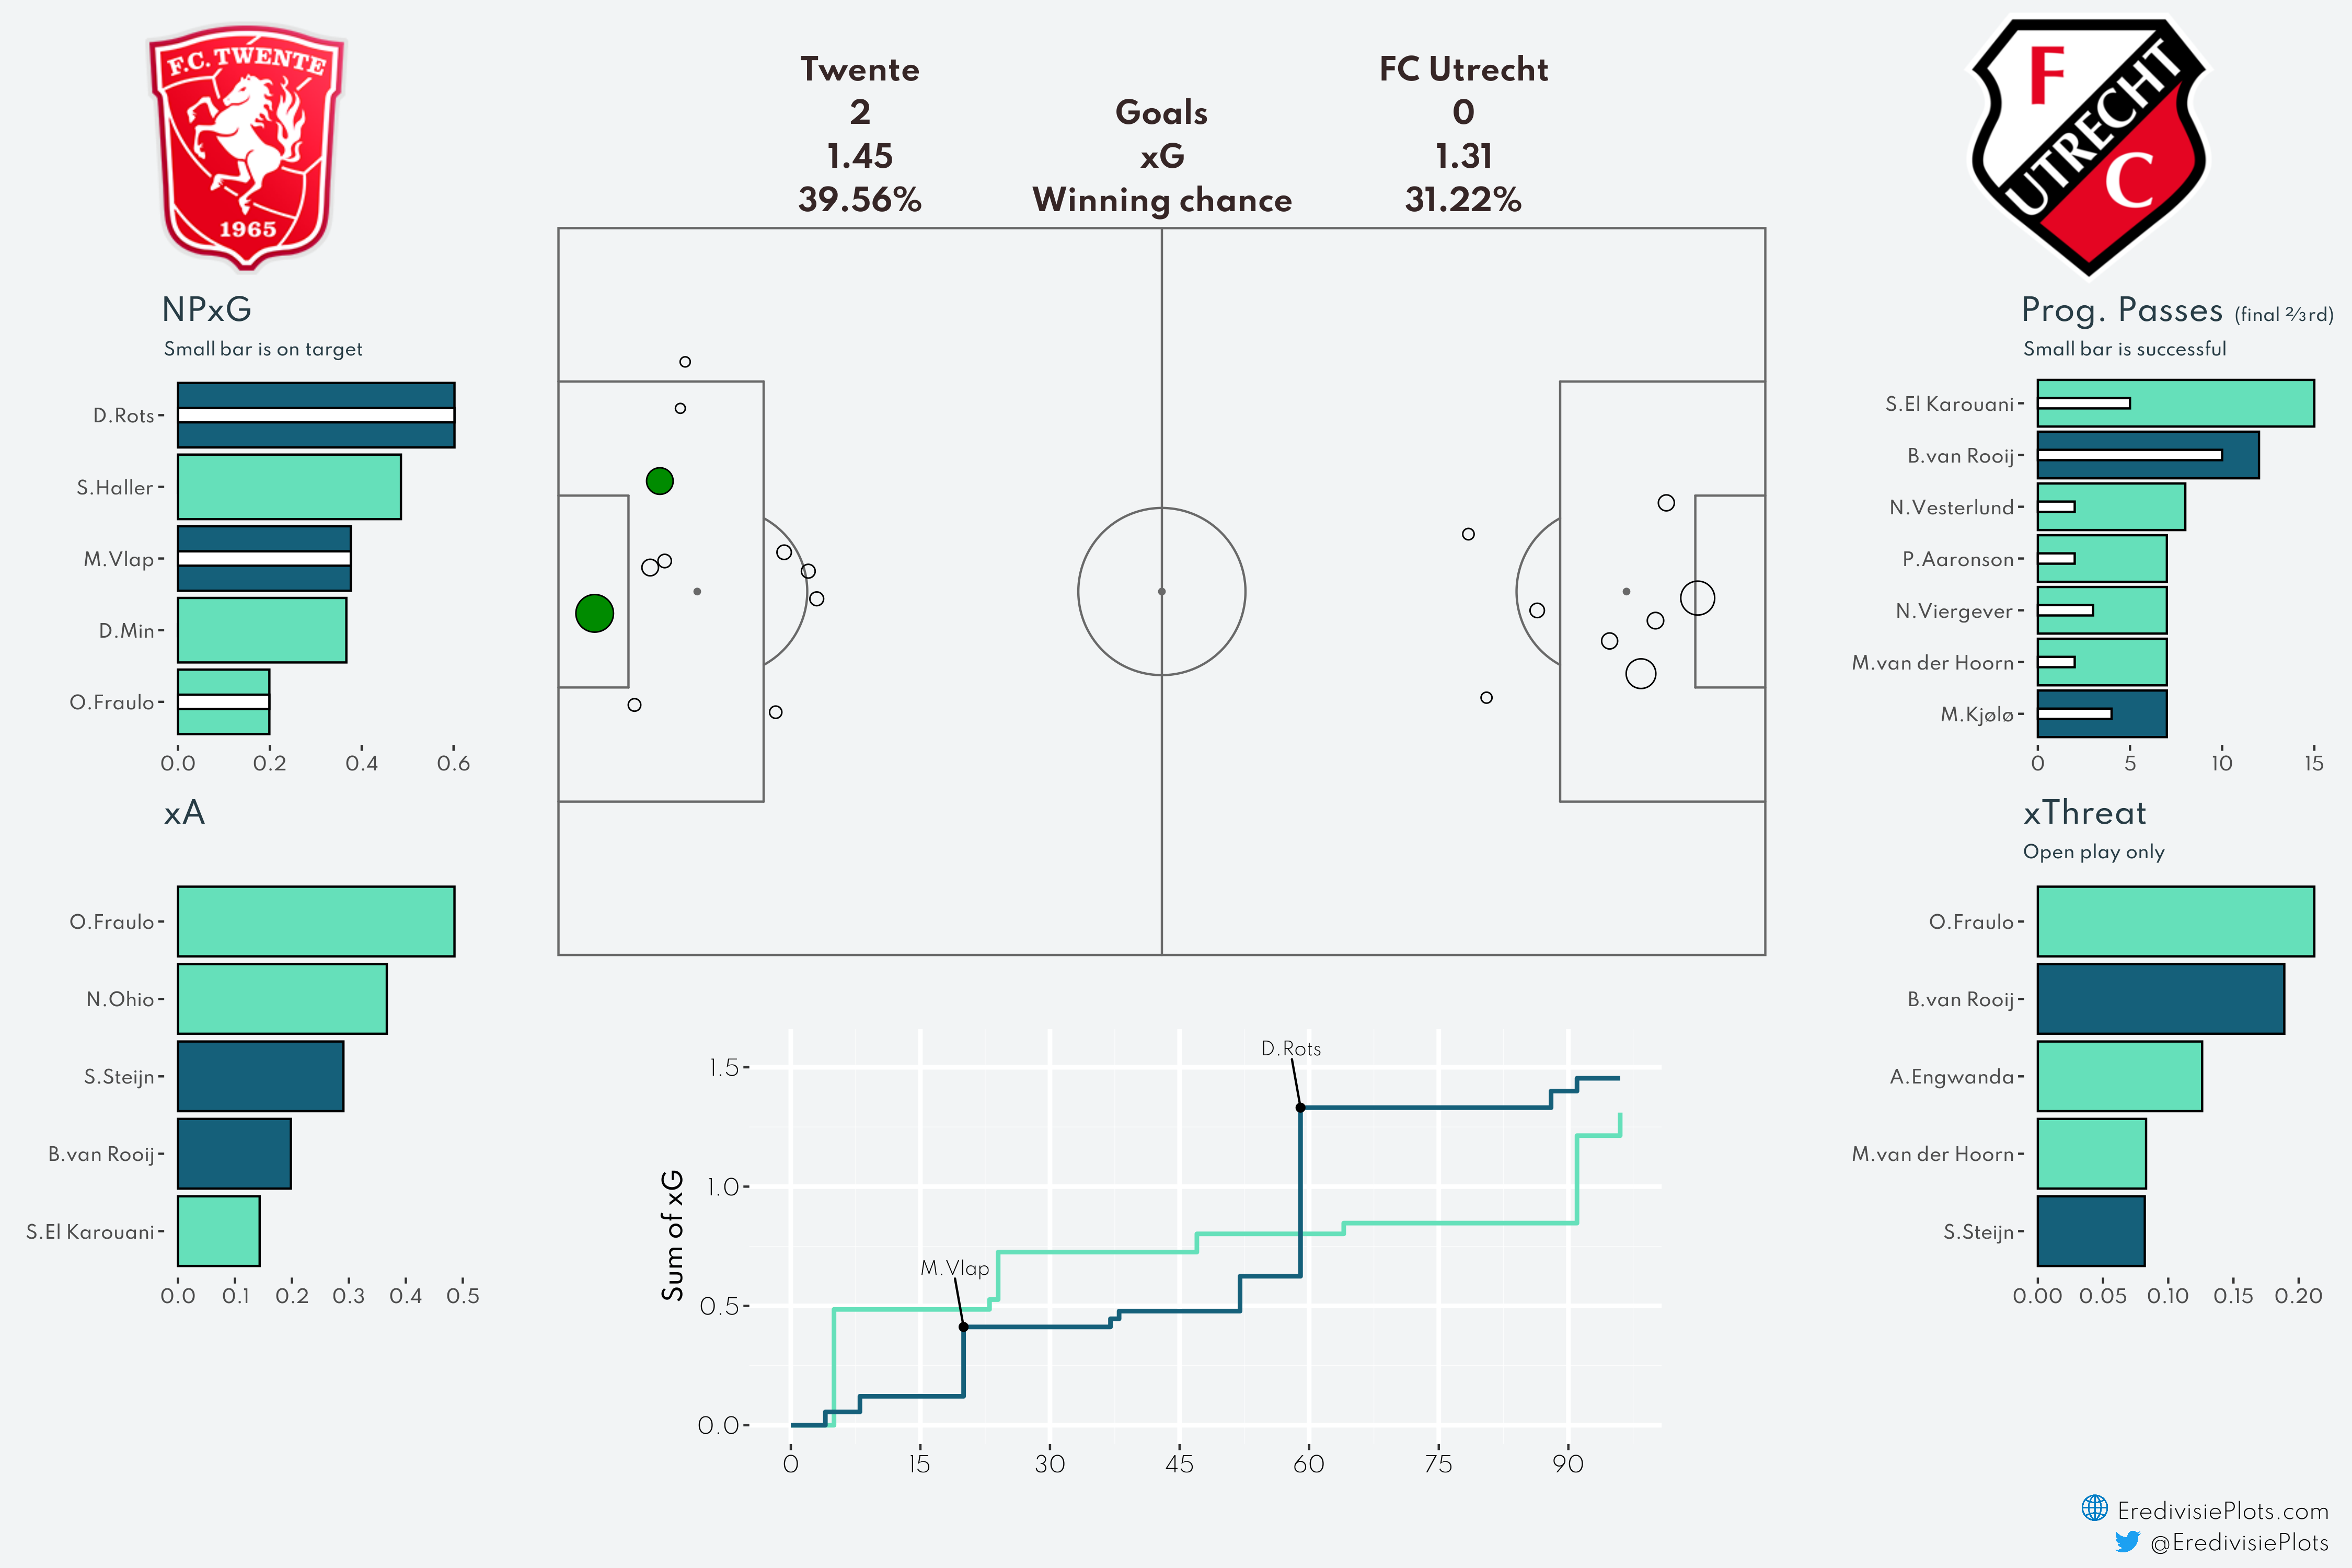 F.C. TWENTE
1965
Twente FC Utrecht
2 Goals 0
1.45 xG 1.31
39.56% Winning chance 31.22%
F
UTRECHT
C
NPxG
Small bar is on target
D.Rots
S.Haller
M.Vlap
D.Min
O.Fraulo
0.0 0.2 0.4 0.6
xA
O.Fraulo
N.Ohio
S.Steijn
B.van Rooij
S.El Karouani
0.0 0.1 0.2 0.3 0.4 0.5
Sum of xG
1.5
1.0
0.5
0.0
D.Rots
M.Vlap
0 15 30 45 60 75 90
Prog. Passes (final ⅔rd)
Small bar is successful
S.El Karouani
B.van Rooij
N.Vesterlund
P.Aaronson
N.Viergever
M.van der Hoorn
M.Kjølø
0 5 10 15
xThreat
Open play only
O.Fraulo
B.van Rooij
A.Engwanda
M.van der Hoorn
S.Steijn
0.00 0.05 0.10 0.15 0.20
EredivisiePlots.com
@EredivisiePlots